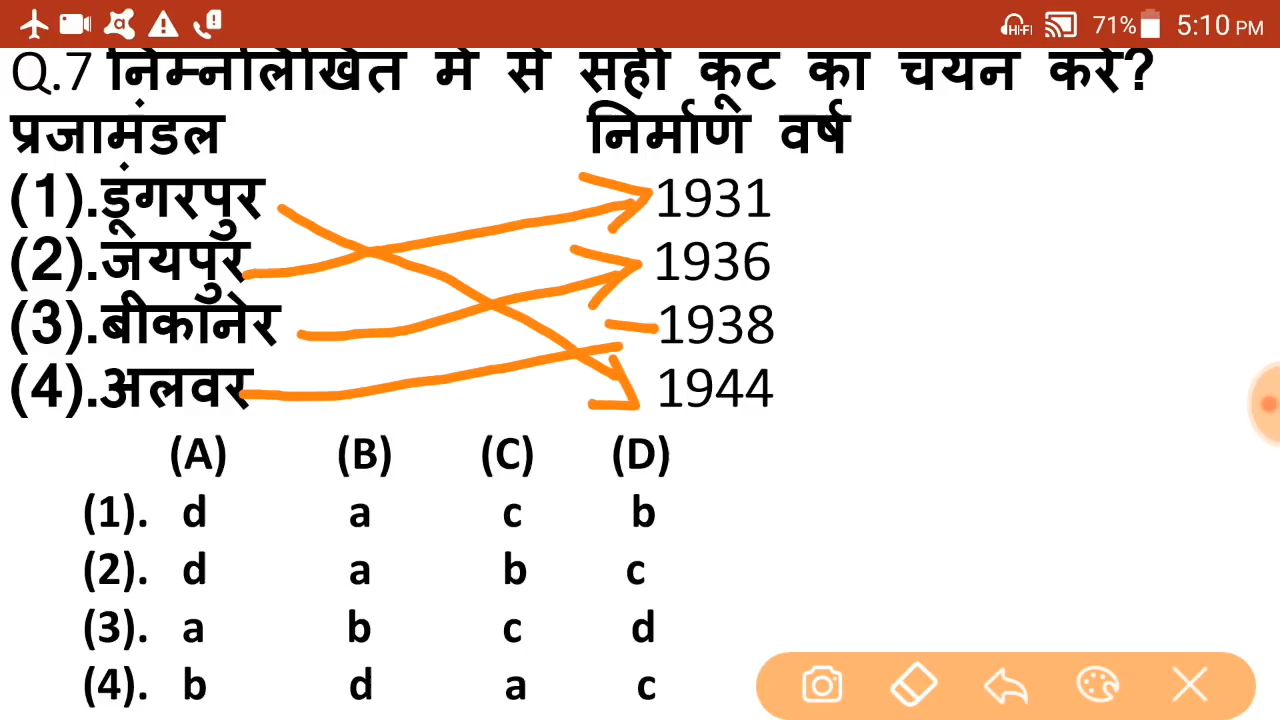 71% 5:10 PM
Q.7 निम्नलिखित में से सही कूट का चयन करें?
प्रजामंडल निर्माण वर्ष
(1).डूंगरपुर 1931
(2).जयपुर 1936
(3).बीकानेर 1938
(4).अलवर 1944
(A) (B) (C) (D)
(1). d a c b
(2). d a b c
(3). a b c d
(4). b d a c